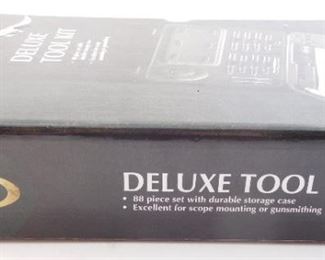 DELUXE
TOOL KIT
DELUXE TOOL
• 88 piece set with durable storage case
• Excellent for scope mounting or gunsmithing